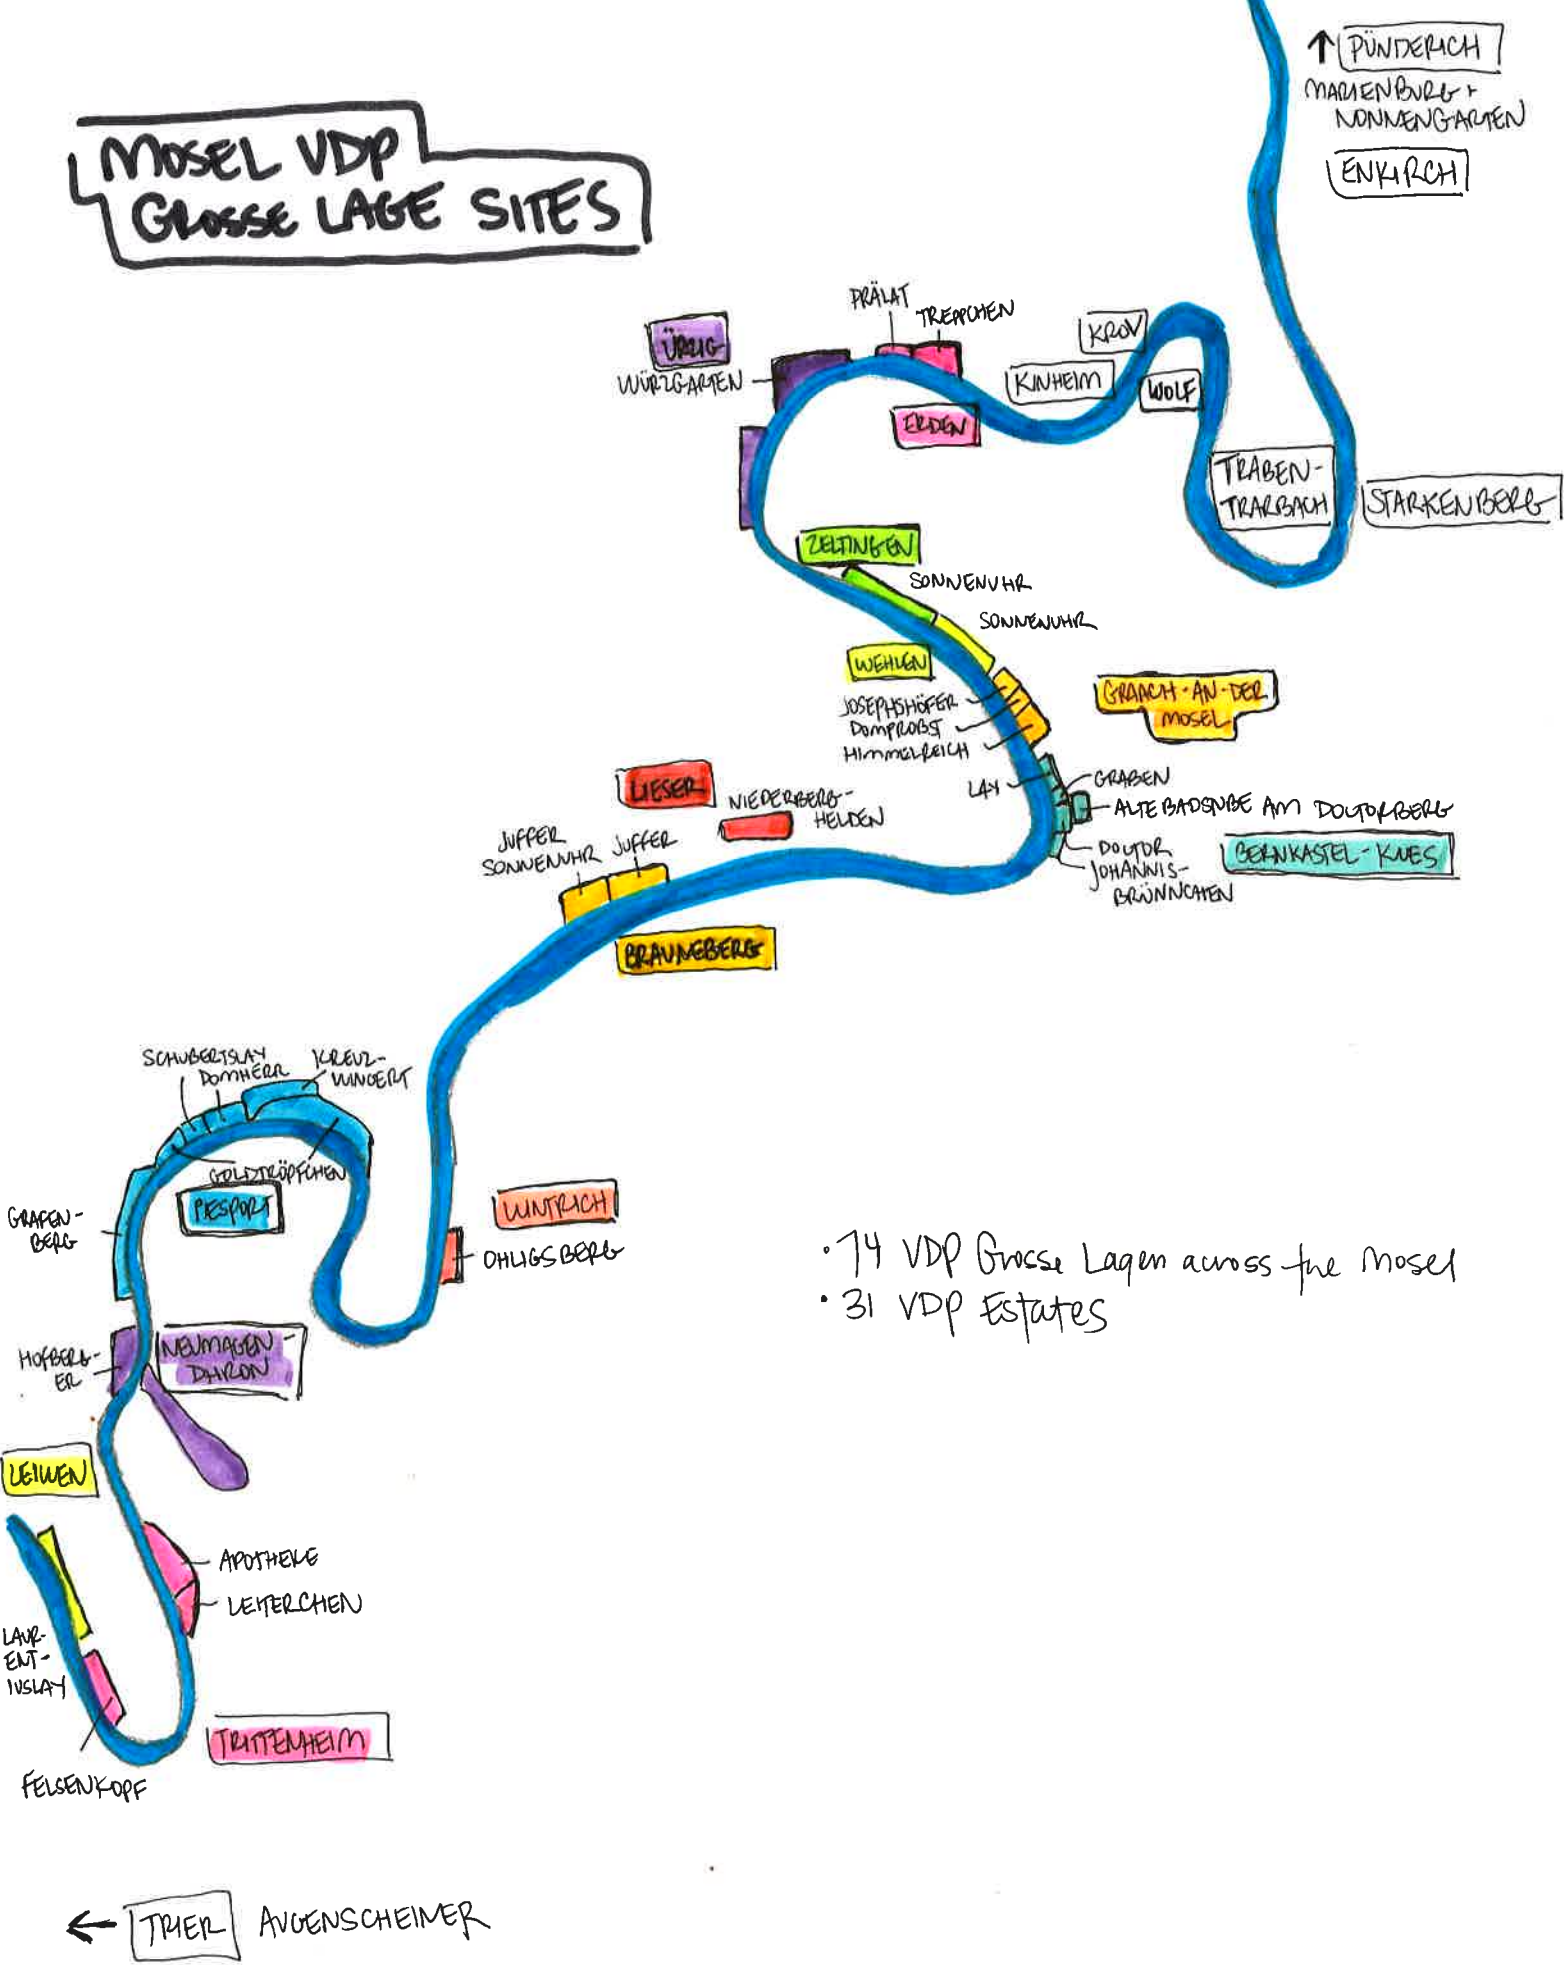 ↑ PÜNDERICH
MARIENBURG +
NONNENGARTEN
ENKIRCH
MOSEL VDP
GROSSE LAGE SITES
PRÄLAT
TREPPCHEN
ÜRZIG
WÜRZGARTEN
KROV
KINHEIM
WOLF
ERDEN
TRABEN-
TRARBACH
STARKENBERG
ZELTINGEN
SONNENUHR
SONNENUHR
WEHLEN
JOSEPHSHÖFER
DOMPROBST
HIMMELREICH
GRAACH-AN-DER
MOSEL
LAY
GRABEN
ALTE BADSTUBE AM DOCTORBERG
DOCTOR
JOHANNIS-
BRÜNNCHEN
BERNKASTEL-KUES
LIESER
NIEDERBERG-
HELDEN
JUFFER
SONNENUHR
JUFFER
BRAUNEBERG
SCHUBERTSLAY
DOMHERR
KREUZ-
WINGERT
GOLDTRÖPFCHEN
PIESPORT
GRAFEN-
BERG
WINTRICH
OHLIGSBERG
• 74 VDP Grosse Lagen across the Mosel
• 31 VDP Estates
HOFBERG-
ER
NEUMAGEN-
DHRON
LEIWEN
APOTHEKE
LEITERCHEN
LAUR-
ENT-
IUSLAY
TRITTENHEIM
FELSENKOPF
← TRIER AUGENSCHEINER